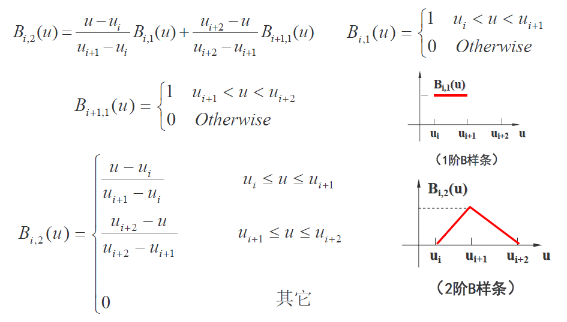 B_{i,2}(u) = \frac{u - u_i}{u_{i+1} - u_i} B_{i,1}(u) + \frac{u_{i+2} - u}{u_{i+2} - u_{i+1}} B_{i+1,1}(u)
B_{i,1}(u) = \begin{cases} 1 & u_i < u < u_{i+1} \\ 0 & Otherwise \end{cases}
B_{i+1,1}(u) = \begin{cases} 1 & u_{i+1} < u < u_{i+2} \\ 0 & Otherwise \end{cases}
B_{i,1}(u)
u_i u_{i+1} u_{i+2} u
(1阶B样条)
B_{i,2}(u) = \begin{cases} \frac{u - u_i}{u_{i+1} - u_i} & u_i \le u \le u_{i+1} \\ \frac{u_{i+2} - u}{u_{i+2} - u_{i+1}} & u_{i+1} \le u \le u_{i+2} \\ 0 & 其它 \end{cases}
B_{i,2}(u)
u_i u_{i+1} u_{i+2} u
(2阶B样条)